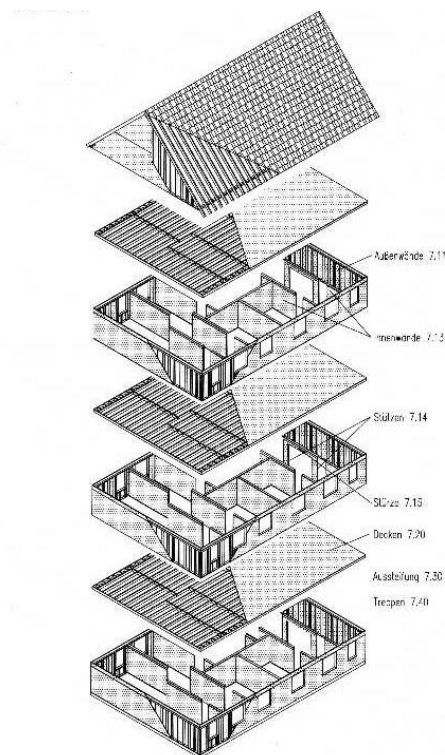 Außenwände 7.11
Innenwände 7.13
Stützen 7.14
Stürze 7.15
Decken 7.20
Aussteifung 7.30
Treppen 7.40